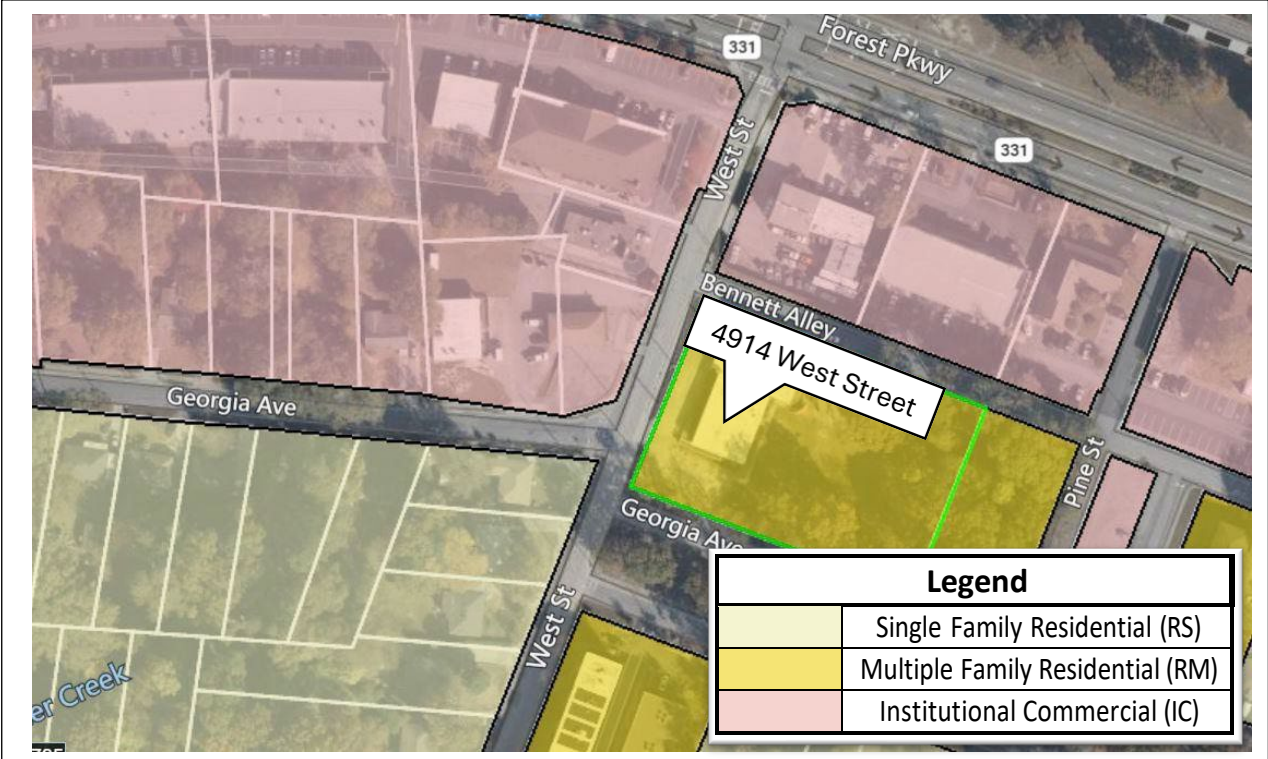 331
Forest Pkwy
331
West St
Bennett Alley
4914 West Street
Georgia Ave
Pine St
Georgia Ave
West St
er Creek
Legend
Single Family Residential (RS)
Multiple Family Residential (RM)
Institutional Commercial (IC)